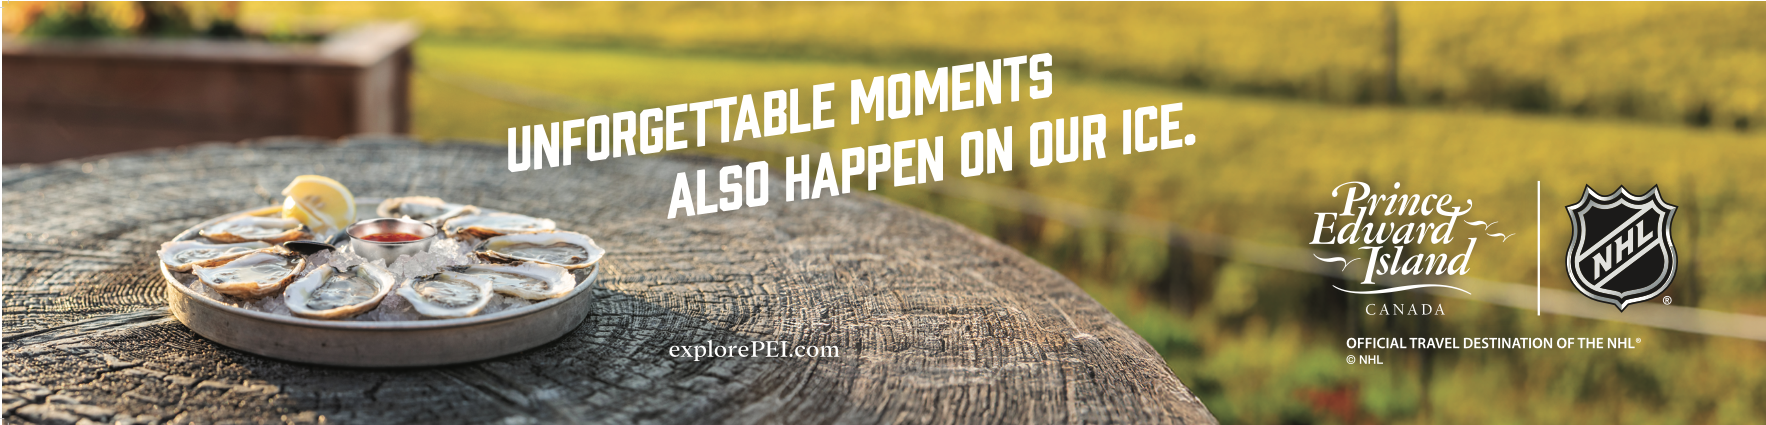 UNFORGETTABLE MOMENTS
ALSO HAPPEN ON OUR ICE.
explorePEI.com
Prince
Edward
Island
CANADA
NHL
®
OFFICIAL TRAVEL DESTINATION OF THE NHL®
© NHL